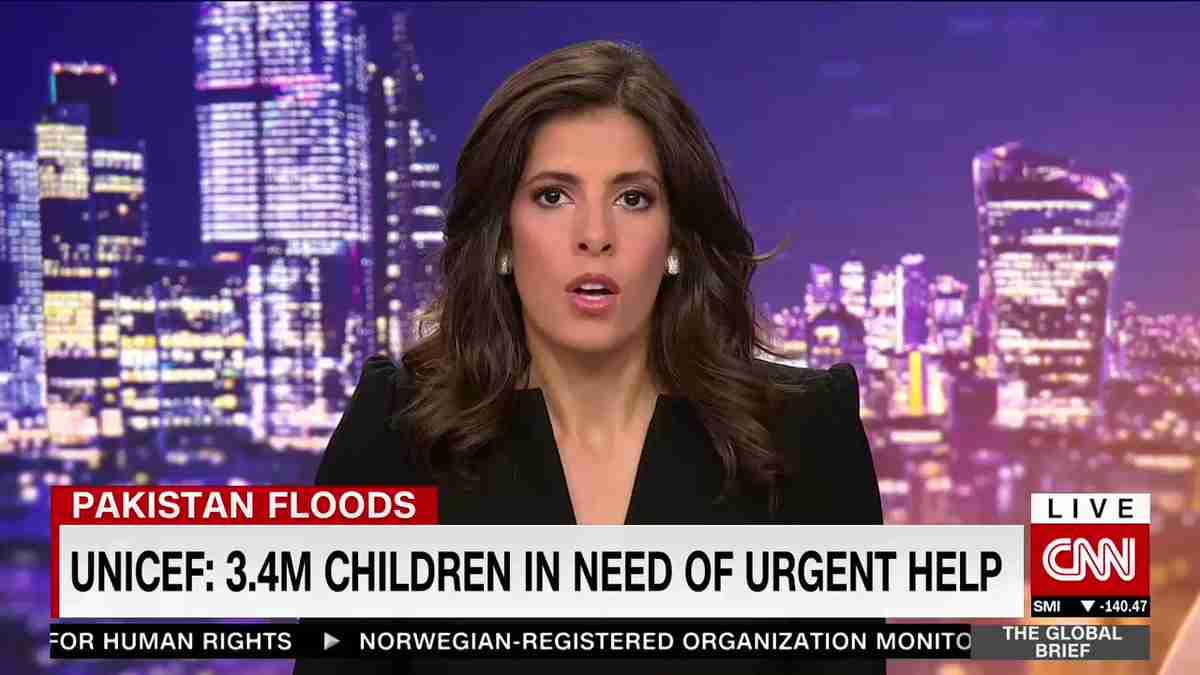 PAKISTAN FLOODS
UNICEF: 3.4M CHILDREN IN NEED OF URGENT HELP
LIVE
CNN
SMI ▼ -140.47
FOR HUMAN RIGHTS ▶ NORWEGIAN-REGISTERED ORGANIZATION MONITO
THE GLOBAL
BRIEF